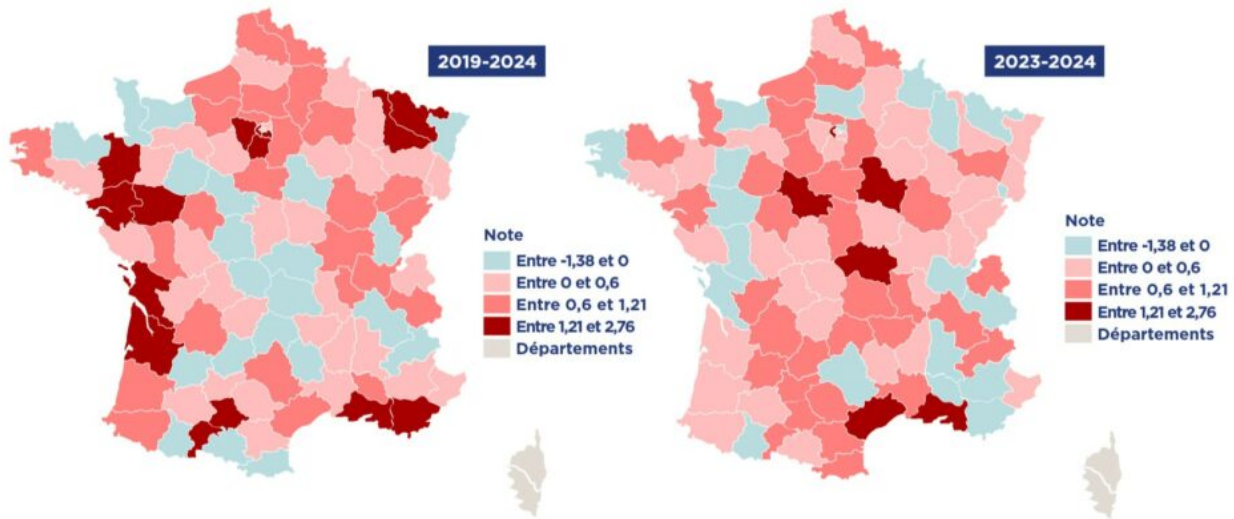 2019-2024
Note
Entre -1,38 et 0
Entre 0 et 0,6
Entre 0,6 et 1,21
Entre 1,21 et 2,76
Départements
2023-2024
Note
Entre -1,38 et 0
Entre 0 et 0,6
Entre 0,6 et 1,21
Entre 1,21 et 2,76
Départements